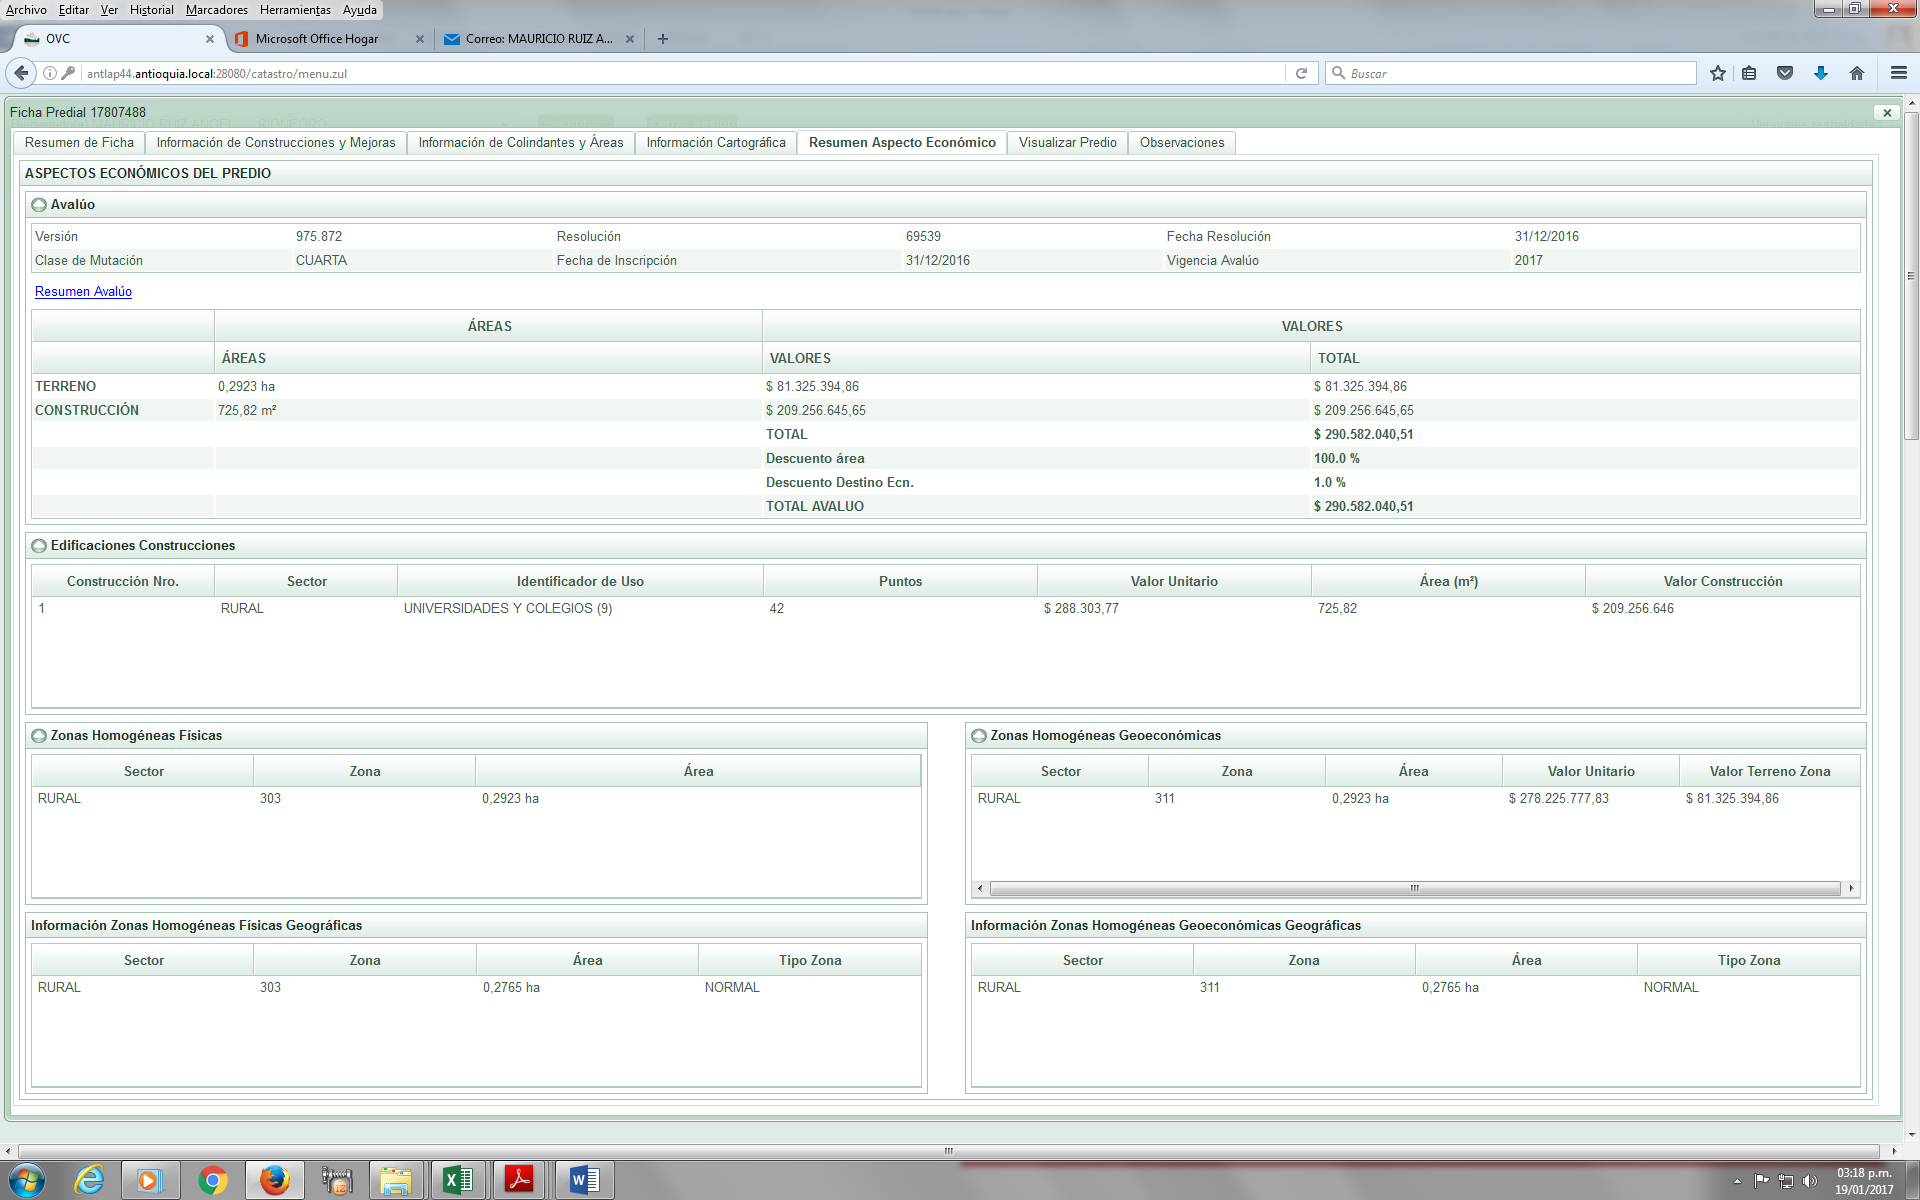 Archivo Editar Ver Historial Marcadores Herramientas Ayuda
OVC Microsoft Office Hogar Correo: MAURICIO RUIZ A...
antlap44.antioquia.local:28080/catastro/menu.zul Buscar
Ficha Predial 17807488
Resumen de Ficha Información de Construcciones y Mejoras Información de Colindantes y Áreas Información Cartográfica Resumen Aspecto Económico Visualizar Predio Observaciones
ASPECTOS ECONÓMICOS DEL PREDIO
Avalúo
Versión 975.872 Resolución 69539 Fecha Resolución 31/12/2016
Clase de Mutación CUARTA Fecha de Inscripción 31/12/2016 Vigencia Avalúo 2017
Resumen Avalúo
ÁREAS VALORES
ÁREAS VALORES TOTAL
TERRENO 0,2923 ha $ 81.325.394,86 $ 81.325.394,86
CONSTRUCCIÓN 725,82 m² $ 209.256.645,65 $ 209.256.645,65
TOTAL $ 290.582.040,51
Descuento área 100.0 %
Descuento Destino Ecn. 1.0 %
TOTAL AVALUO $ 290.582.040,51
Edificaciones Construcciones
Construcción Nro. Sector Identificador de Uso Puntos Valor Unitario Área (m²) Valor Construcción
1 RURAL UNIVERSIDADES Y COLEGIOS (9) 42 $ 288.303,77 725,82 $ 209.256.646
Zonas Homogéneas Físicas
Sector Zona Área
RURAL 303 0,2923 ha
Zonas Homogéneas Geoeconómicas
Sector Zona Área Valor Unitario Valor Terreno Zona
RURAL 311 0,2923 ha $ 278.225.777,83 $ 81.325.394,86
Información Zonas Homogéneas Físicas Geográficas
Sector Zona Área Tipo Zona
RURAL 303 0,2765 ha NORMAL
Información Zonas Homogéneas Geoeconómicas Geográficas
Sector Zona Área Tipo Zona
RURAL 311 0,2765 ha NORMAL
03:18 p.m.
19/01/2017